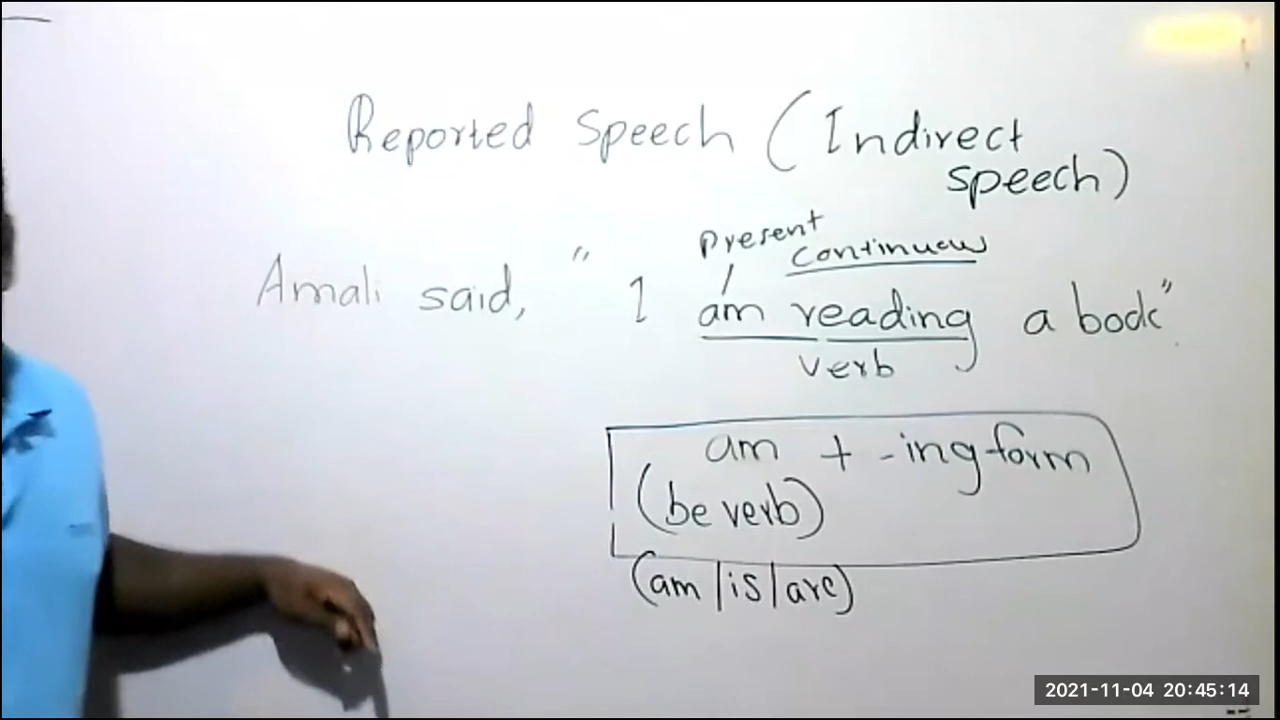 Reported Speech (Indirect
speech)
Present
continuous
Amali said, " I am reading a book"
verb
am + -ing form
(be verb)
(am/is/are)
2021-11-04 20:45:14